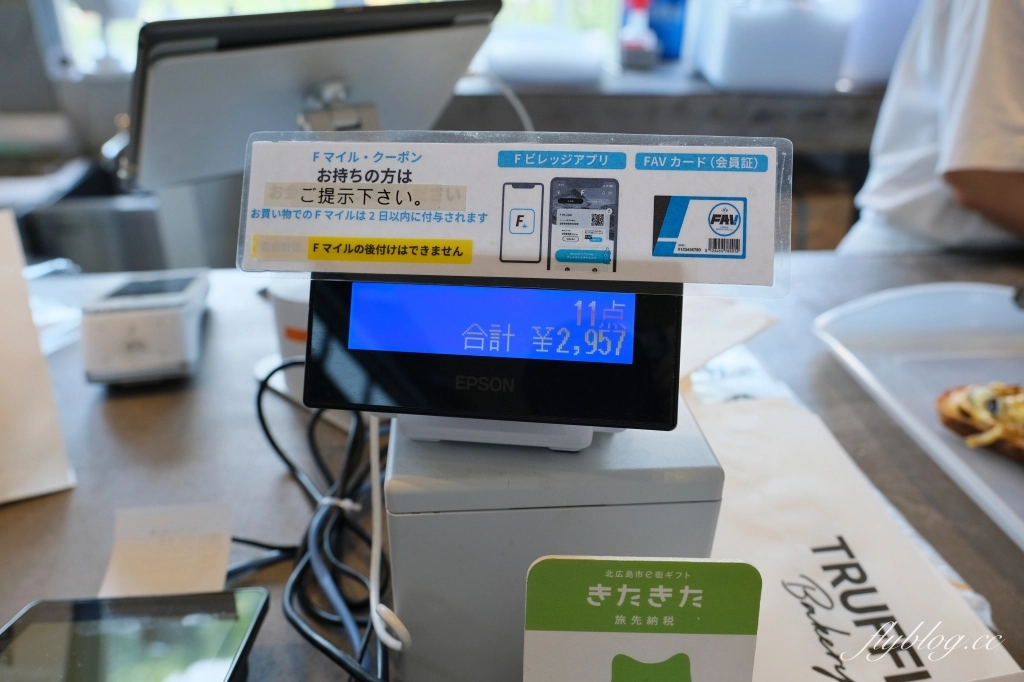 Fマイル・クーポン
お持ちの方は
ご提示下さい。
お買い物でのFマイルは2日以内に付与されます
Fマイルの後付けはできません
Fビレッジアプリ
FAVカード(会員証)
F
FAV
11点
合計 ¥2,957
EPSON
北広島市e街ギフト
きたきた
旅先納税
TRUFFL
Bakery
flyblog.cc